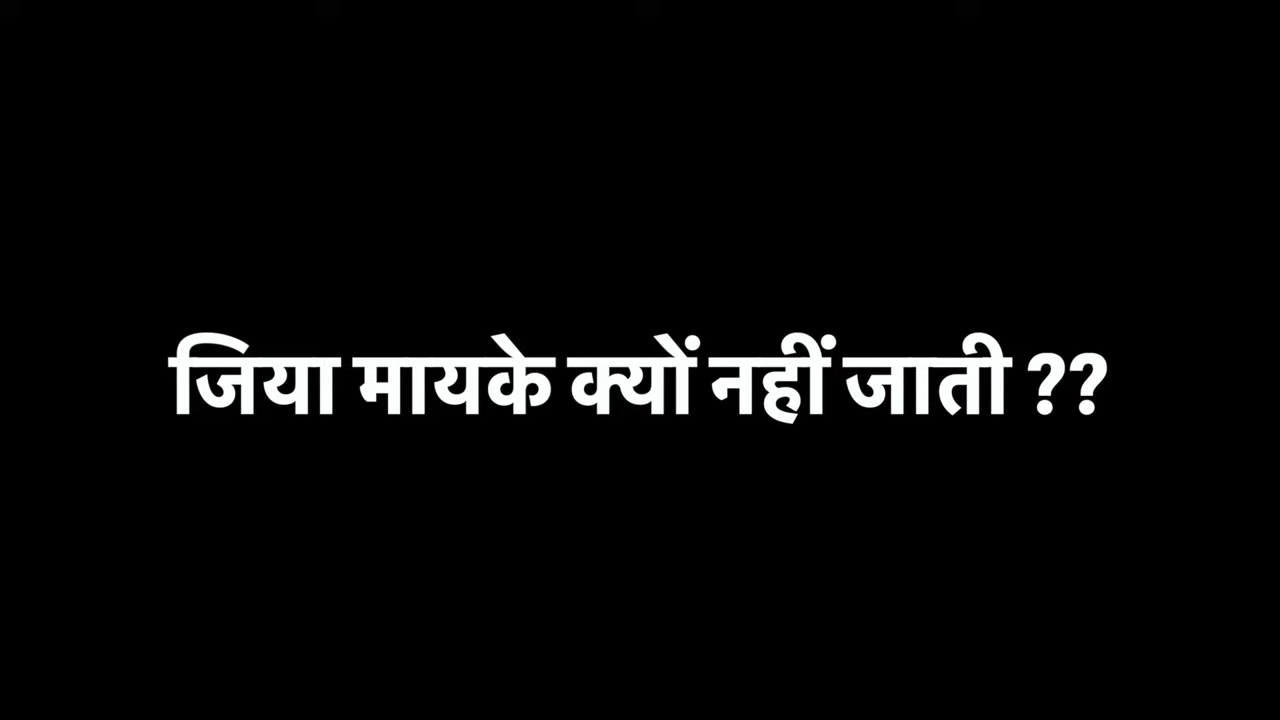 जिया मायके क्यों नहीं जाती ??